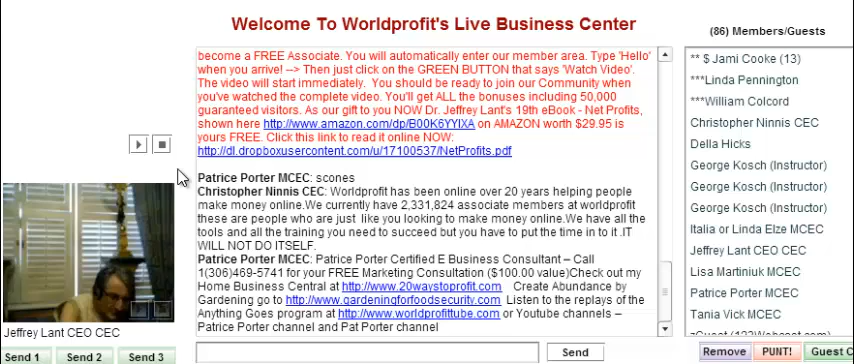 Welcome To Worldprofit's Live Business Center
(86) Members/Guests
become a FREE Associate. You will automatically enter our member area. Type 'Hello'
when you arrive! --> Then just click on the GREEN BUTTON that says 'Watch Video'.
The video will start immediately. You should be ready to join our Community when
you've watched the complete video. You'll get ALL the bonuses including 50,000
guaranteed visitors. As our gift to you NOW Dr. Jeffrey Lant's 19th eBook - Net Profits,
shown here http://www.amazon.com/dp/B00K6YYIXA on AMAZON worth $29.95 is
yours FREE. Click this link to read it online NOW:
http://dl.dropboxusercontent.com/u/17100537/NetProfits.pdf
Patrice Porter MCEC: scones
Christopher Ninnis CEC: Worldprofit has been online over 20 years helping people
make money online.We currently have 2,331,824 associate members at worldprofit
these are people who are just like you looking to make money online.We have all the
tools and all the training you need to succeed but you have to put the time in to it .IT
WILL NOT DO ITSELF.
Patrice Porter MCEC: Patrice Porter Certified E Business Consultant – Call
1(306)469-5741 for your FREE Marketing Consultation ($100.00 value)Check out my
Home Business Central at http://www.20waystoprofit.com Create Abundance by
Gardening go to http://www.gardeningforfoodsecurity.com Listen to the replays of the
Anything Goes program at http://www.worldprofittube.com or Youtube channels –
Patrice Porter channel and Pat Porter channel
** $ Jami Cooke (13)
***Linda Pennington
***William Colcord
Christopher Ninnis CEC
Della Hicks
George Kosch (Instructor)
George Kosch (Instructor)
George Kosch (Instructor)
Italia or Linda Elze MCEC
Jeffrey Lant CEO CEC
Lisa Martiniuk MCEC
Patrice Porter MCEC
Tania Vick MCEC
Jeffrey Lant CEO CEC
Send 1 Send 2 Send 3
Send
Remove PUNT! Guest C